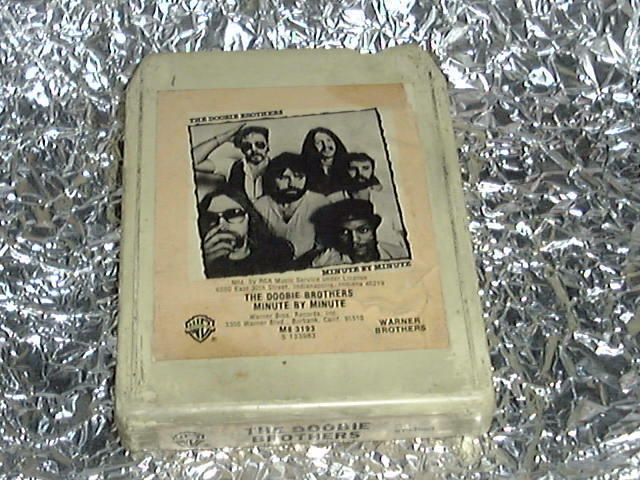 THE DOOBIE BROTHERS
MINUTE BY MINUTE
Mfd. by RCA Music Service under License
6550 East 30th Street, Indianapolis, Indiana 46219
THE DOOBIE BROTHERS
MINUTE BY MINUTE
Warner Bros. Records, Inc.
3300 Warner Blvd., Burbank, Calif. 91510
M8 3193
S 133983
WARNER
BROTHERS
THE DOOBIE
BROTHERS